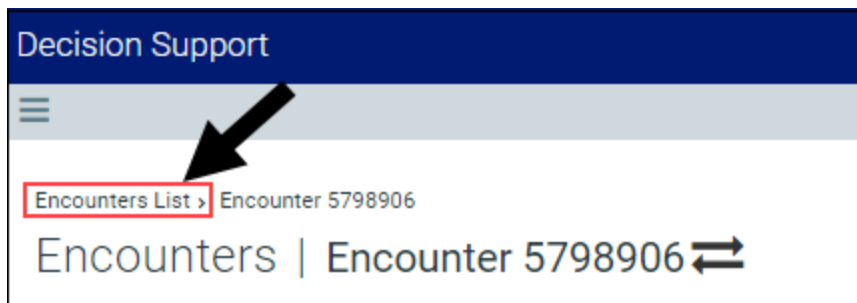 Decision Support
Encounters List › Encounter 5798906
Encounters | Encounter 5798906